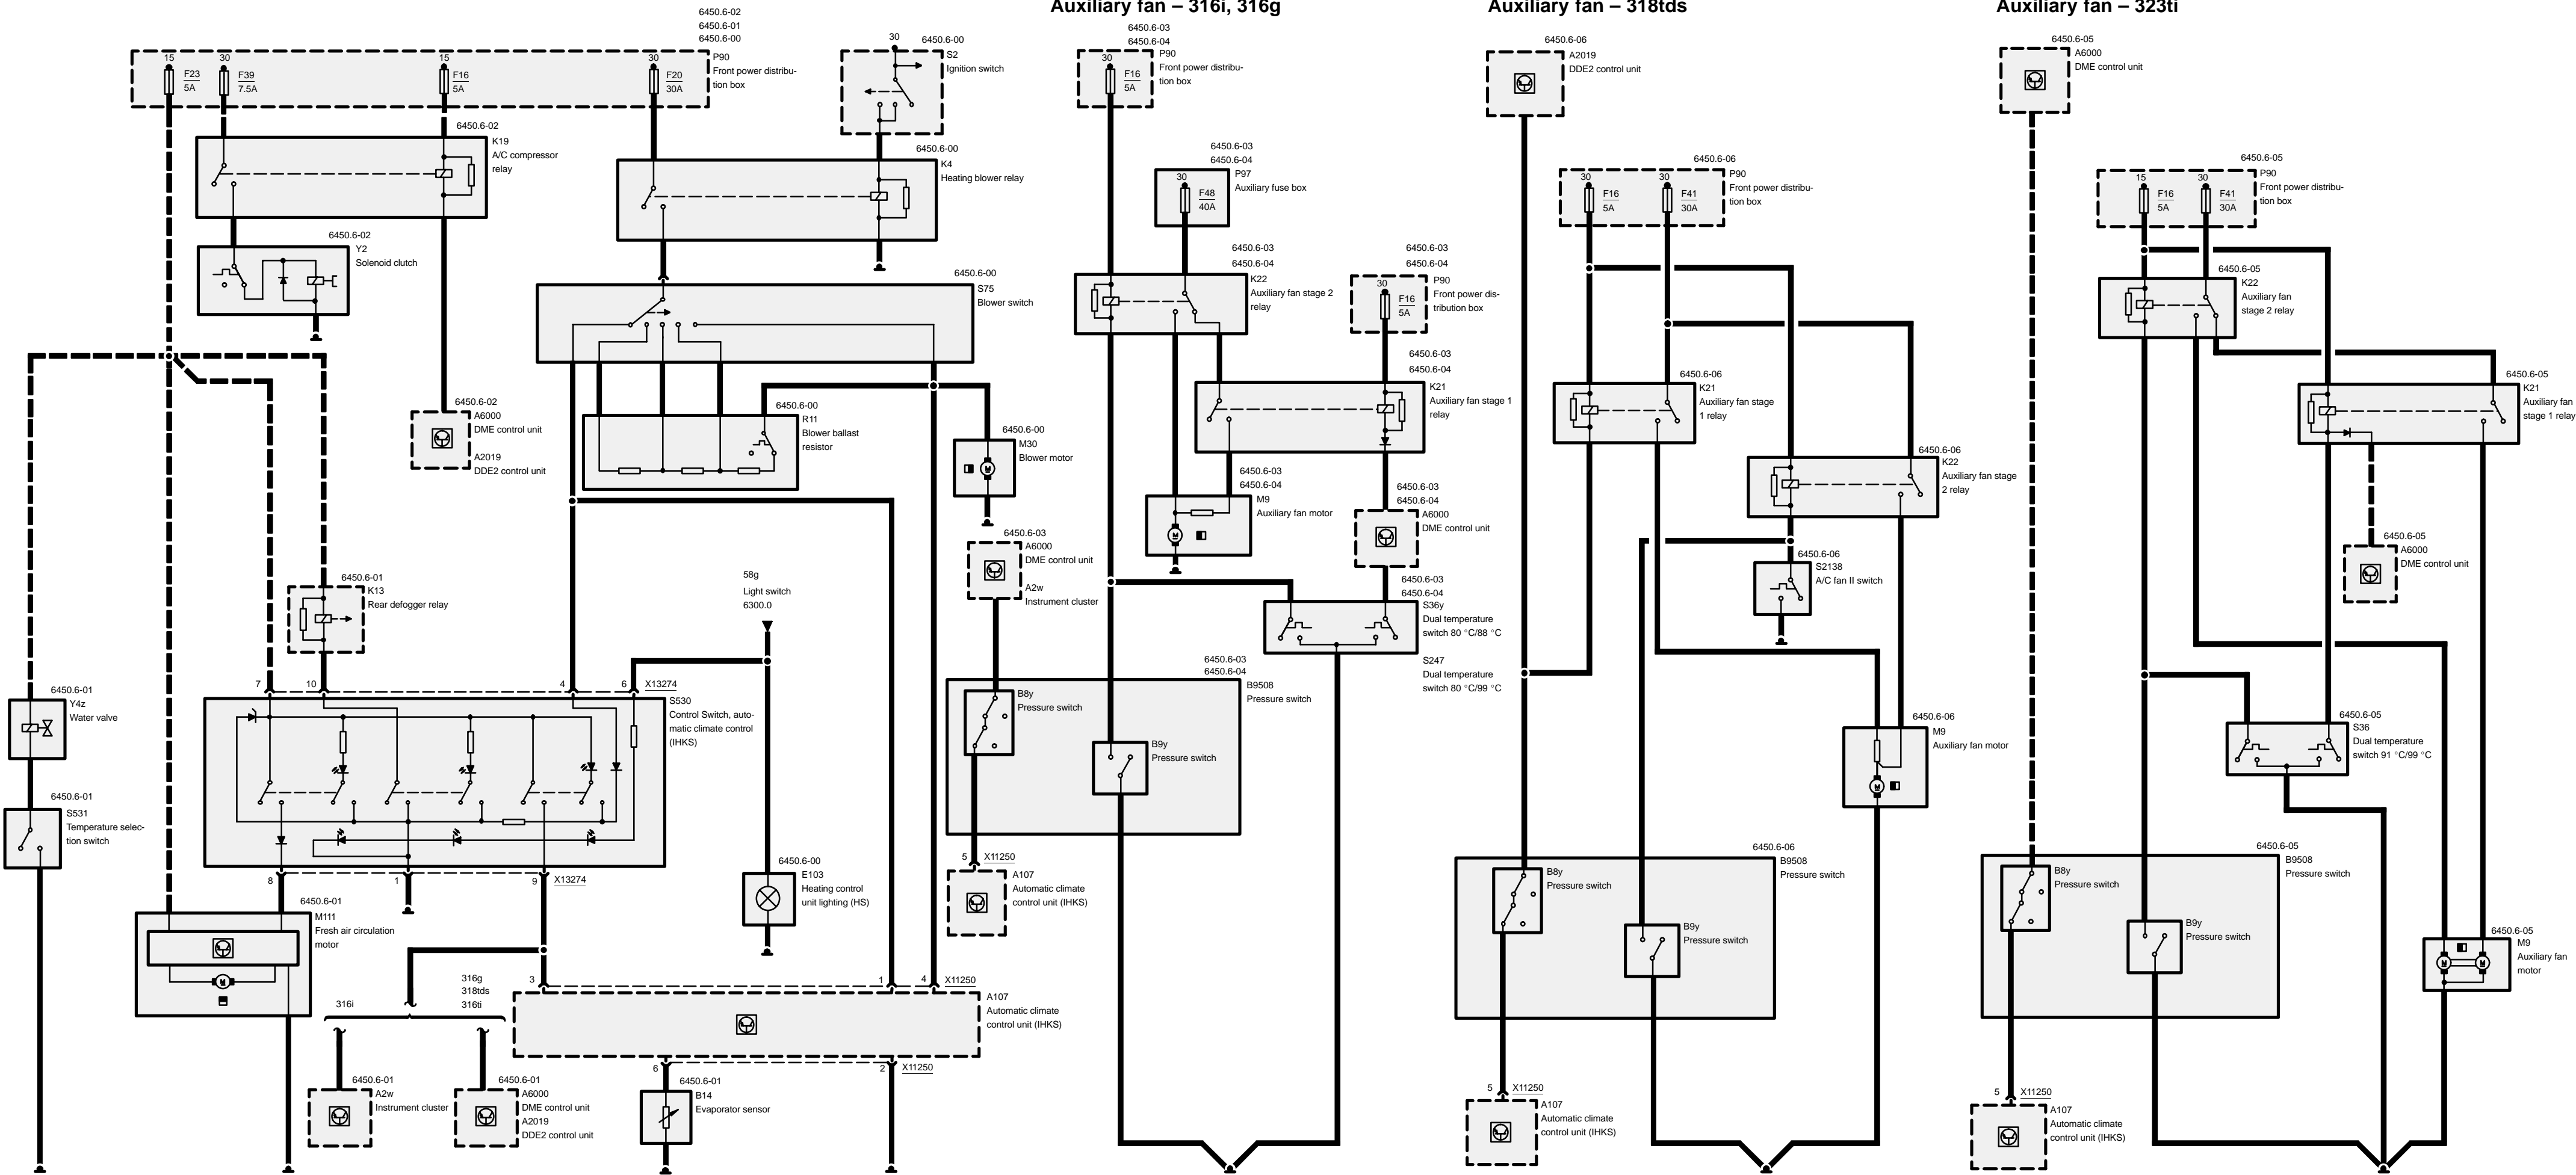 Auxiliary fan – 316i, 316g
Auxiliary fan – 318tds
Auxiliary fan – 323ti
6450.6-02
6450.6-01
6450.6-00
15
F23
5A
30
F39
7.5A
15
F16
5A
30
F20
30A
P90
Front power distribu-
tion box
30
6450.6-00
S2
Ignition switch
6450.6-02
K19
A/C compressor
relay
6450.6-00
K4
Heating blower relay
6450.6-02
Y2
Solenoid clutch
6450.6-00
S75
Blower switch
6450.6-02
A6000
DME control unit
A2019
DDE2 control unit
6450.6-00
R11
Blower ballast
resistor
6450.6-00
M30
Blower motor
6450.6-01
K13
Rear defogger relay
58g
Light switch
6300.0
6450.6-01
Y4z
Water valve
6450.6-01
S531
Temperature selec-
tion switch
7
10
4
6
X13274
S530
Control Switch, auto-
matic climate control
(IHKS)
8
1
9
X13274
6450.6-01
M111
Fresh air circulation
motor
6450.6-00
E103
Heating control
unit lighting (HS)
316i
316g
318tds
316ti
3
1
4
X11250
A107
Automatic climate
control unit (IHKS)
6
2
X11250
6450.6-01
A2w
Instrument cluster
6450.6-01
A6000
DME control unit
A2019
DDE2 control unit
6450.6-01
B14
Evaporator sensor
6450.6-03
6450.6-04
30
F16
5A
P90
Front power distribu-
tion box
6450.6-03
6450.6-04
30
F48
40A
P97
Auxiliary fuse box
6450.6-03
6450.6-04
K22
Auxiliary fan stage 2
relay
6450.6-03
6450.6-04
30
F16
5A
P90
Front power dis-
tribution box
6450.6-03
6450.6-04
K21
Auxiliary fan stage 1
relay
6450.6-03
6450.6-04
M9
Auxiliary fan motor
6450.6-03
6450.6-04
A6000
DME control unit
6450.6-03
A6000
DME control unit
A2w
Instrument cluster
6450.6-03
6450.6-04
S36y
Dual temperature
switch 80 °C/88 °C
S247
Dual temperature
switch 80 °C/99 °C
6450.6-03
6450.6-04
B9508
Pressure switch
B8y
Pressure switch
B9y
Pressure switch
5
X11250
A107
Automatic climate
control unit (IHKS)
6450.6-06
A2019
DDE2 control unit
6450.6-06
30
F16
5A
30
F41
30A
P90
Front power distribu-
tion box
6450.6-06
K21
Auxiliary fan stage
1 relay
6450.6-06
K22
Auxiliary fan stage
2 relay
6450.6-06
S2138
A/C fan II switch
6450.6-06
M9
Auxiliary fan motor
6450.6-06
B9508
Pressure switch
B8y
Pressure switch
B9y
Pressure switch
5
X11250
A107
Automatic climate
control unit (IHKS)
6450.6-05
A6000
DME control unit
6450.6-05
15
F16
5A
30
F41
30A
P90
Front power distribu-
tion box
6450.6-05
K22
Auxiliary fan
stage 2 relay
6450.6-05
K21
Auxiliary fan
stage 1 relay
6450.6-05
A6000
DME control unit
6450.6-05
S36
Dual temperature
switch 91 °C/99 °C
6450.6-05
B9508
Pressure switch
B8y
Pressure switch
B9y
Pressure switch
6450.6-05
M9
Auxiliary fan
motor
5
X11250
A107
Automatic climate
control unit (IHKS)